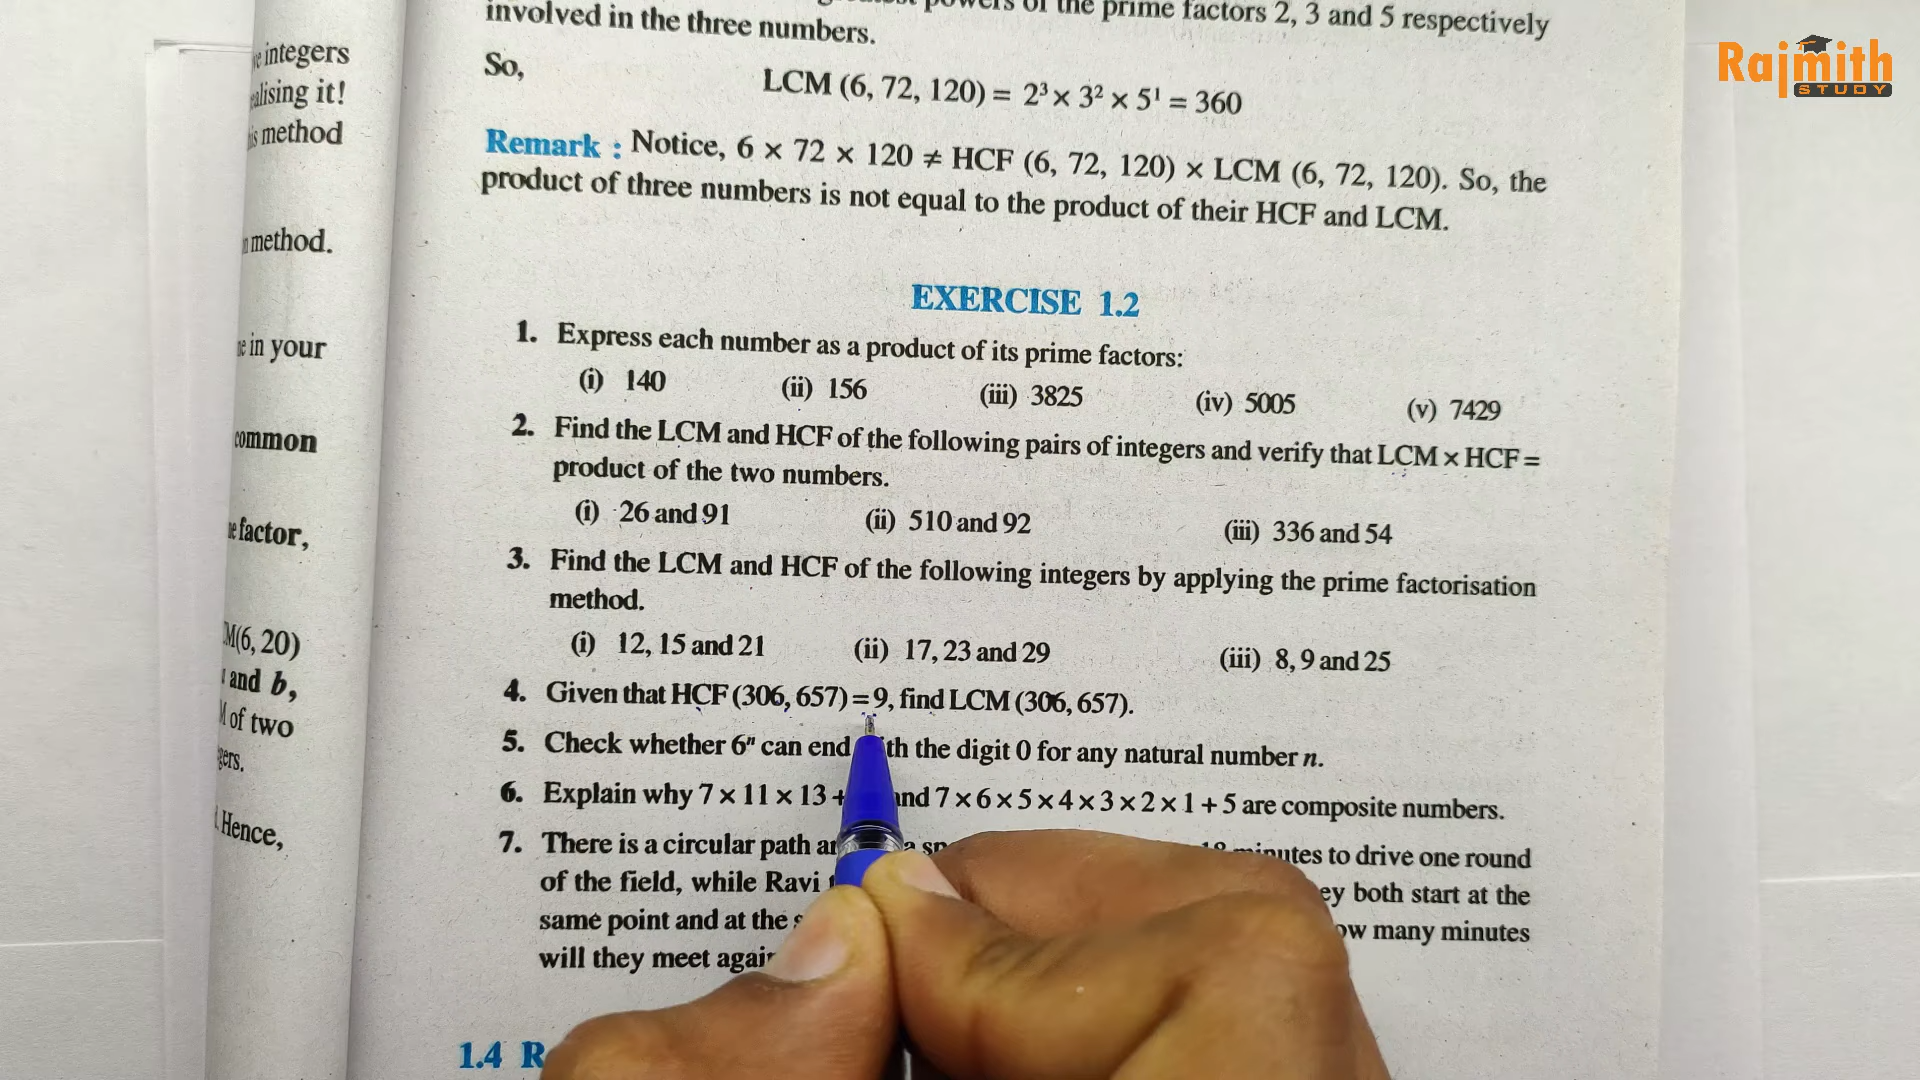 powers of the prime factors 2, 3 and 5 respectively
involved in the three numbers.
So,
LCM (6, 72, 120) = 2³ × 3² × 5¹ = 360
Remark : Notice, 6 × 72 × 120 ≠ HCF (6, 72, 120) × LCM (6, 72, 120). So, the
product of three numbers is not equal to the product of their HCF and LCM.
EXERCISE 1.2
1. Express each number as a product of its prime factors:
(i) 140 (ii) 156 (iii) 3825 (iv) 5005 (v) 7429
2. Find the LCM and HCF of the following pairs of integers and verify that LCM × HCF =
product of the two numbers.
(i) 26 and 91 (ii) 510 and 92 (iii) 336 and 54
3. Find the LCM and HCF of the following integers by applying the prime factorisation
method.
(i) 12, 15 and 21 (ii) 17, 23 and 29 (iii) 8, 9 and 25
4. Given that HCF (306, 657) = 9, find LCM (306, 657).
5. Check whether 6ⁿ can end the digit 0 for any natural number n.
6. Explain why 7 × 11 × 13 + 7 × 6 × 5 × 4 × 3 × 2 × 1 + 5 are composite numbers.
7. There is a circular path a minutes to drive one round
of the field, while Ravi both start at the
same point and at the many minutes
will they meet
1.4
integers
it!
method
method.
in your
common
factor,
(6, 20)
and b,
of two
Hence,
Rajmith
STUDY